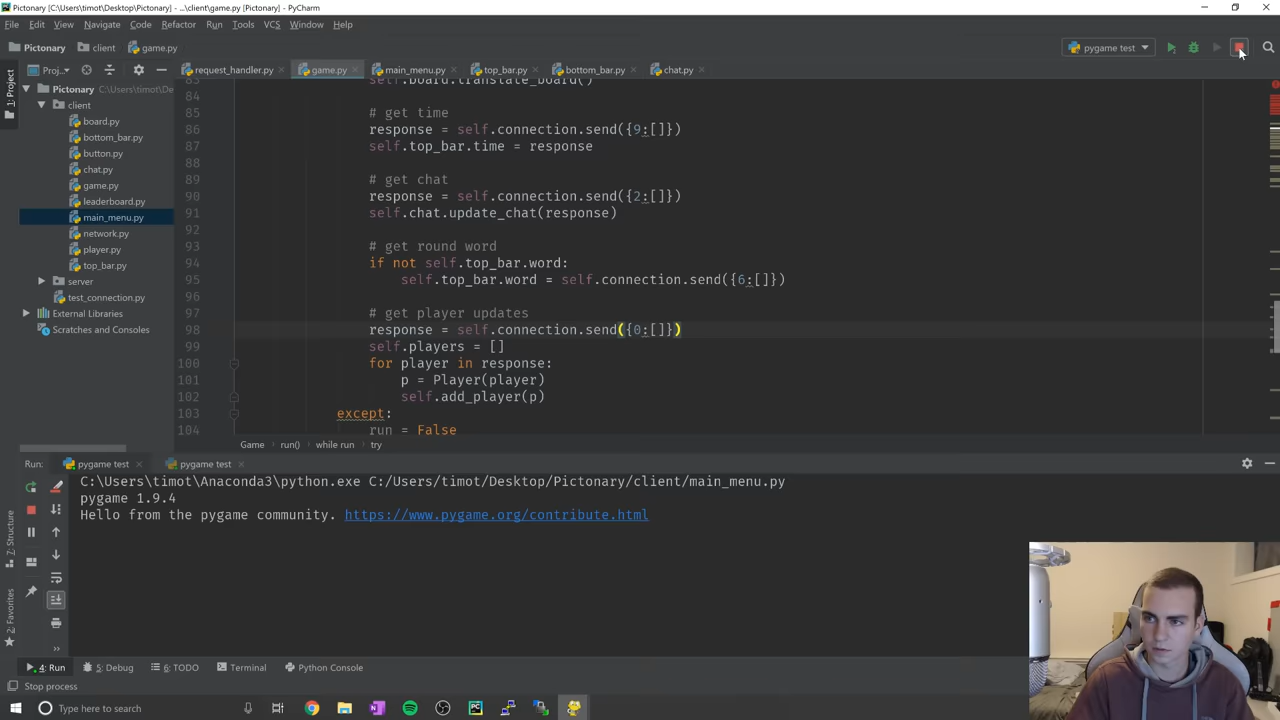 Pictonary [C:\Users\timot\Desktop\Pictonary] - ...\client\game.py [Pictonary] - PyCharm
File Edit View Navigate Code Refactor Run Tools VCS Window Help
Pictonary client game.py pygame test
1: Project Proj... request_handler.py game.py main_menu.py top_bar.py bottom_bar.py chat.py
Pictonary C:\Users\timot\De
client
board.py
bottom_bar.py
button.py
chat.py
game.py
leaderboard.py
main_menu.py
network.py
player.py
top_bar.py
server
test_connection.py
External Libraries
Scratches and Consoles
83 self.board.translate_board()
84
85 # get time
86 response = self.connection.send({9:[]})
87 self.top_bar.time = response
88
89 # get chat
90 response = self.connection.send({2:[]})
91 self.chat.update_chat(response)
92
93 # get round word
94 if not self.top_bar.word:
95 self.top_bar.word = self.connection.send({6:[]})
96
97 # get player updates
98 response = self.connection.send({0:[]})
99 self.players = []
100 for player in response:
101 p = Player(player)
102 self.add_player(p)
103 except:
104 run = False
Game run() while run try
Run: pygame test pygame test
C:\Users\timot\Anaconda3\python.exe C:/Users/timot/Desktop/Pictonary/client/main_menu.py
pygame 1.9.4
Hello from the pygame community. https://www.pygame.org/contribute.html
7: Structure
2: Favorites
4: Run 5: Debug 6: TODO Terminal Python Console
Stop process
Type here to search